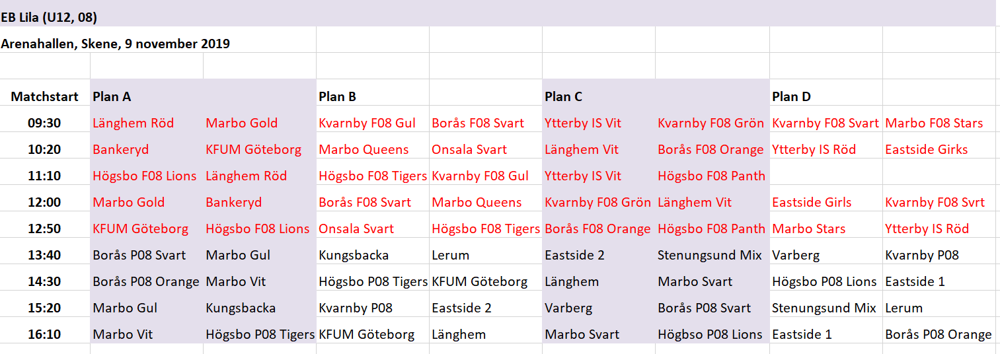 EB Lila (U12, 08)
Arenahallen, Skene, 9 november 2019
Matchstart Plan A Plan B Plan C Plan D
09:30 Länghem Röd Marbo Gold Kvarnby F08 Gul Borås F08 Svart Ytterby IS Vit Kvarnby F08 Grön Kvarnby F08 Svart Marbo F08 Stars
10:20 Bankeryd KFUM Göteborg Marbo Queens Onsala Svart Länghem Vit Borås F08 Orange Ytterby IS Röd Eastside Girks
11:10 Högsbo F08 Lions Länghem Röd Högsbo F08 Tigers Kvarnby F08 Gul Ytterby IS Vit Högsbo F08 Panth
12:00 Marbo Gold Bankeryd Borås F08 Svart Marbo Queens Kvarnby F08 Grön Länghem Vit Eastside Girls Kvarnby F08 Svrt
12:50 KFUM Göteborg Högsbo F08 Lions Onsala Svart Högsbo F08 Tigers Borås F08 Orange Högsbo F08 Panth Marbo Stars Ytterby IS Röd
13:40 Borås P08 Svart Marbo Gul Kungsbacka Lerum Eastside 2 Stenungsund Mix Varberg Kvarnby P08
14:30 Borås P08 Orange Marbo Vit Högsbo P08 Tigers KFUM Göteborg Länghem Marbo Svart Högsbo P08 Lions Eastside 1
15:20 Marbo Gul Kungsbacka Kvarnby P08 Eastside 2 Varberg Borås P08 Svart Stenungsund Mix Lerum
16:10 Marbo Vit Högsbo P08 Tigers KFUM Göteborg Länghem Marbo Svart Högbso P08 Lions Eastside 1 Borås P08 Orange